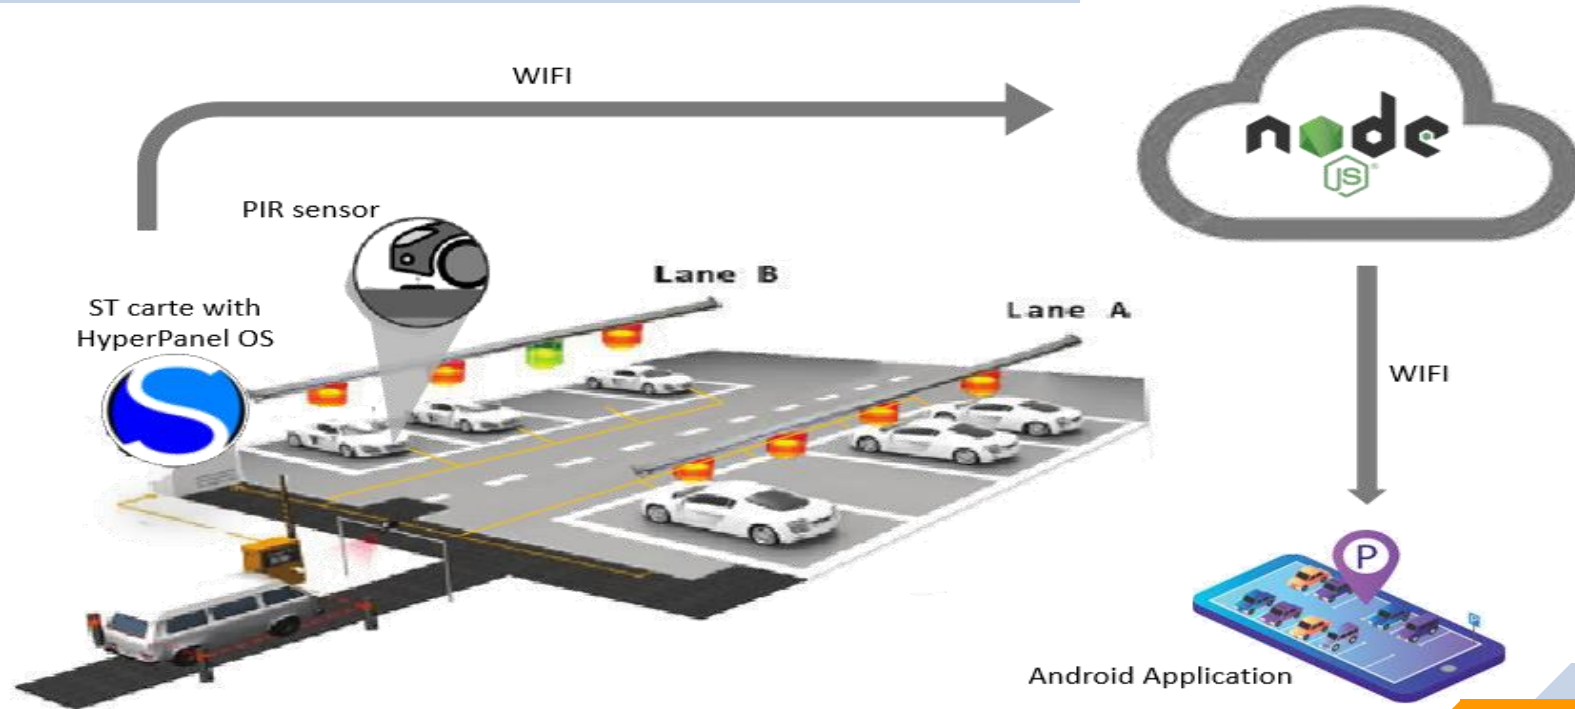 WIFI
node
JS
PIR sensor
Lane B
Lane A
ST carte with
HyperPanel OS
WIFI
P
Android Application